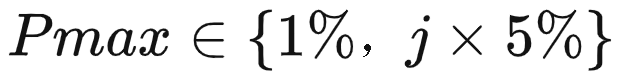 Pmax ∈ {1%, j × 5%}